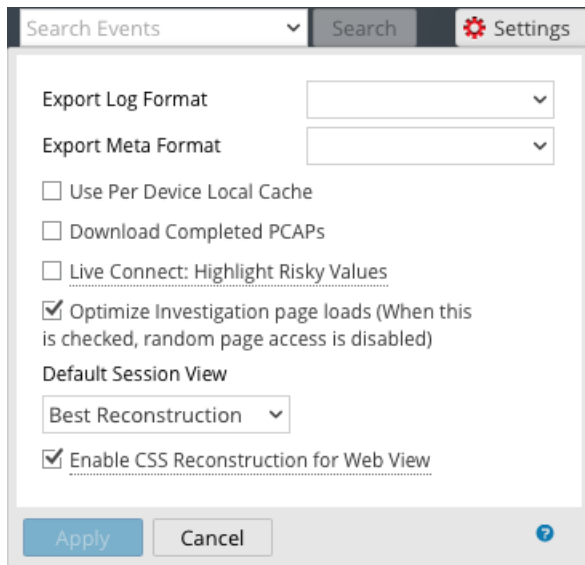 Search Events
Search
Settings
Export Log Format
Export Meta Format
Use Per Device Local Cache
Download Completed PCAPs
Live Connect: Highlight Risky Values
Optimize Investigation page loads (When this
is checked, random page access is disabled)
Default Session View
Best Reconstruction
Enable CSS Reconstruction for Web View
Apply
Cancel
?